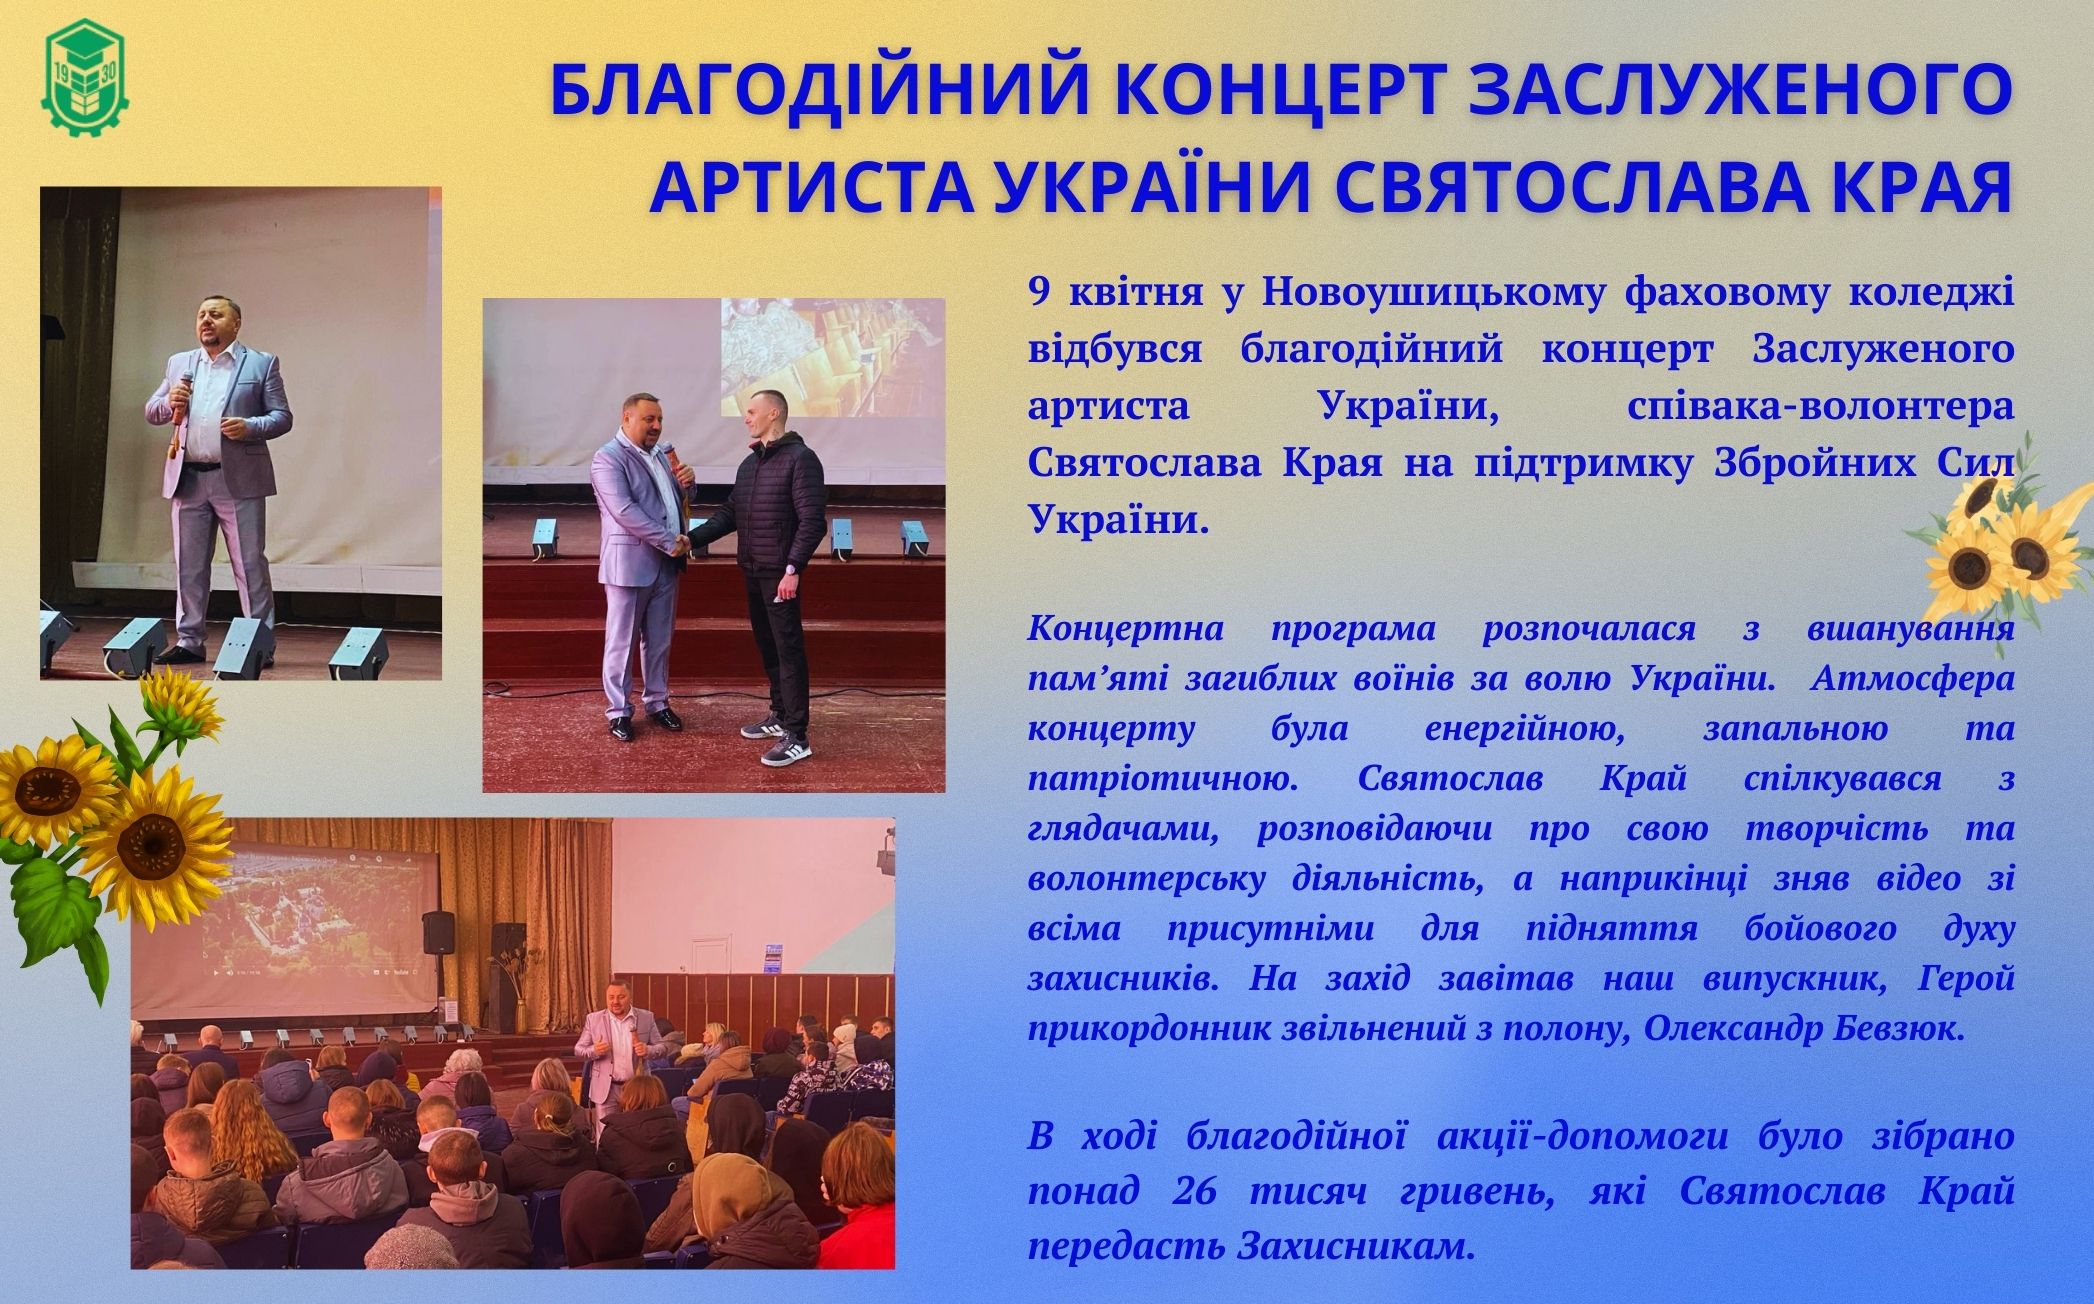 19 30
БЛАГОДІЙНИЙ КОНЦЕРТ ЗАСЛУЖЕНОГО
АРТИСТА УКРАЇНИ СВЯТОСЛАВА КРАЯ
9 квітня у Новоушицькому фаховому коледжі
відбувся благодійний концерт Заслуженого
артиста України, співака-волонтера
Святослава Края на підтримку Збройних Сил
України.
Концертна програма розпочалася з вшанування
пам’яті загиблих воїнів за волю України. Атмосфера
концерту була енергійною, запальною та
патріотичною. Святослав Край спілкувався з
глядачами, розповідаючи про свою творчість та
волонтерську діяльність, а наприкінці зняв відео зі
всіма присутніми для підняття бойового духу
захисників. На захід завітав наш випускник, Герой
прикордонник звільнений з полону, Олександр Бевзюк.
В ході благодійної акції-допомоги було зібрано
понад 26 тисяч гривень, які Святослав Край
передасть Захисникам.